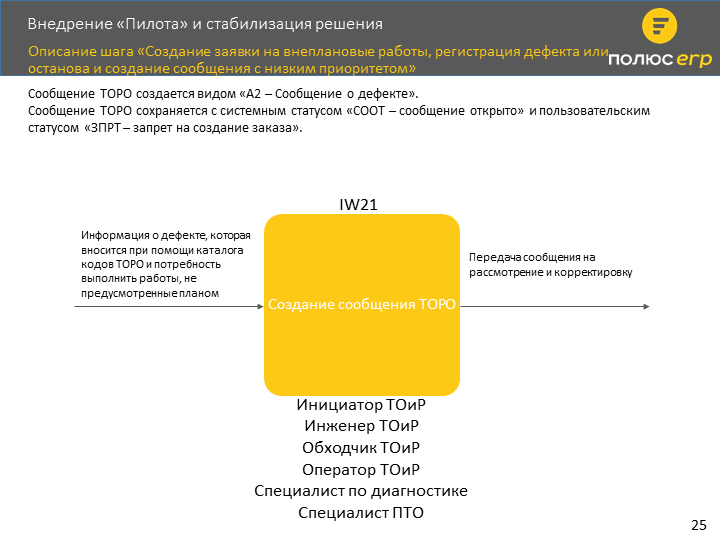 Внедрение «Пилота» и стабилизация решения
Описание шага «Создание заявки на внеплановые работы, регистрация дефекта или
останова и создание сообщения с низким приоритетом»
ПОЛЮС erp
Сообщение ТОРО создается видом «А2 – Сообщение о дефекте».
Сообщение ТОРО сохраняется с системным статусом «СООТ – сообщение открыто» и пользовательским
статусом «ЗПРТ – запрет на создание заказа».
IW21
Информация о дефекте, которая
вносится при помощи каталога
кодов ТОРО и потребность
выполнить работы, не
предусмотренные планом
Создание сообщения ТОРО
Передача сообщения на
рассмотрение и корректировку
Инициатор ТОиР
Инженер ТОиР
Обходчик ТОиР
Оператор ТОиР
Специалист по диагностике
Специалист ПТО
25